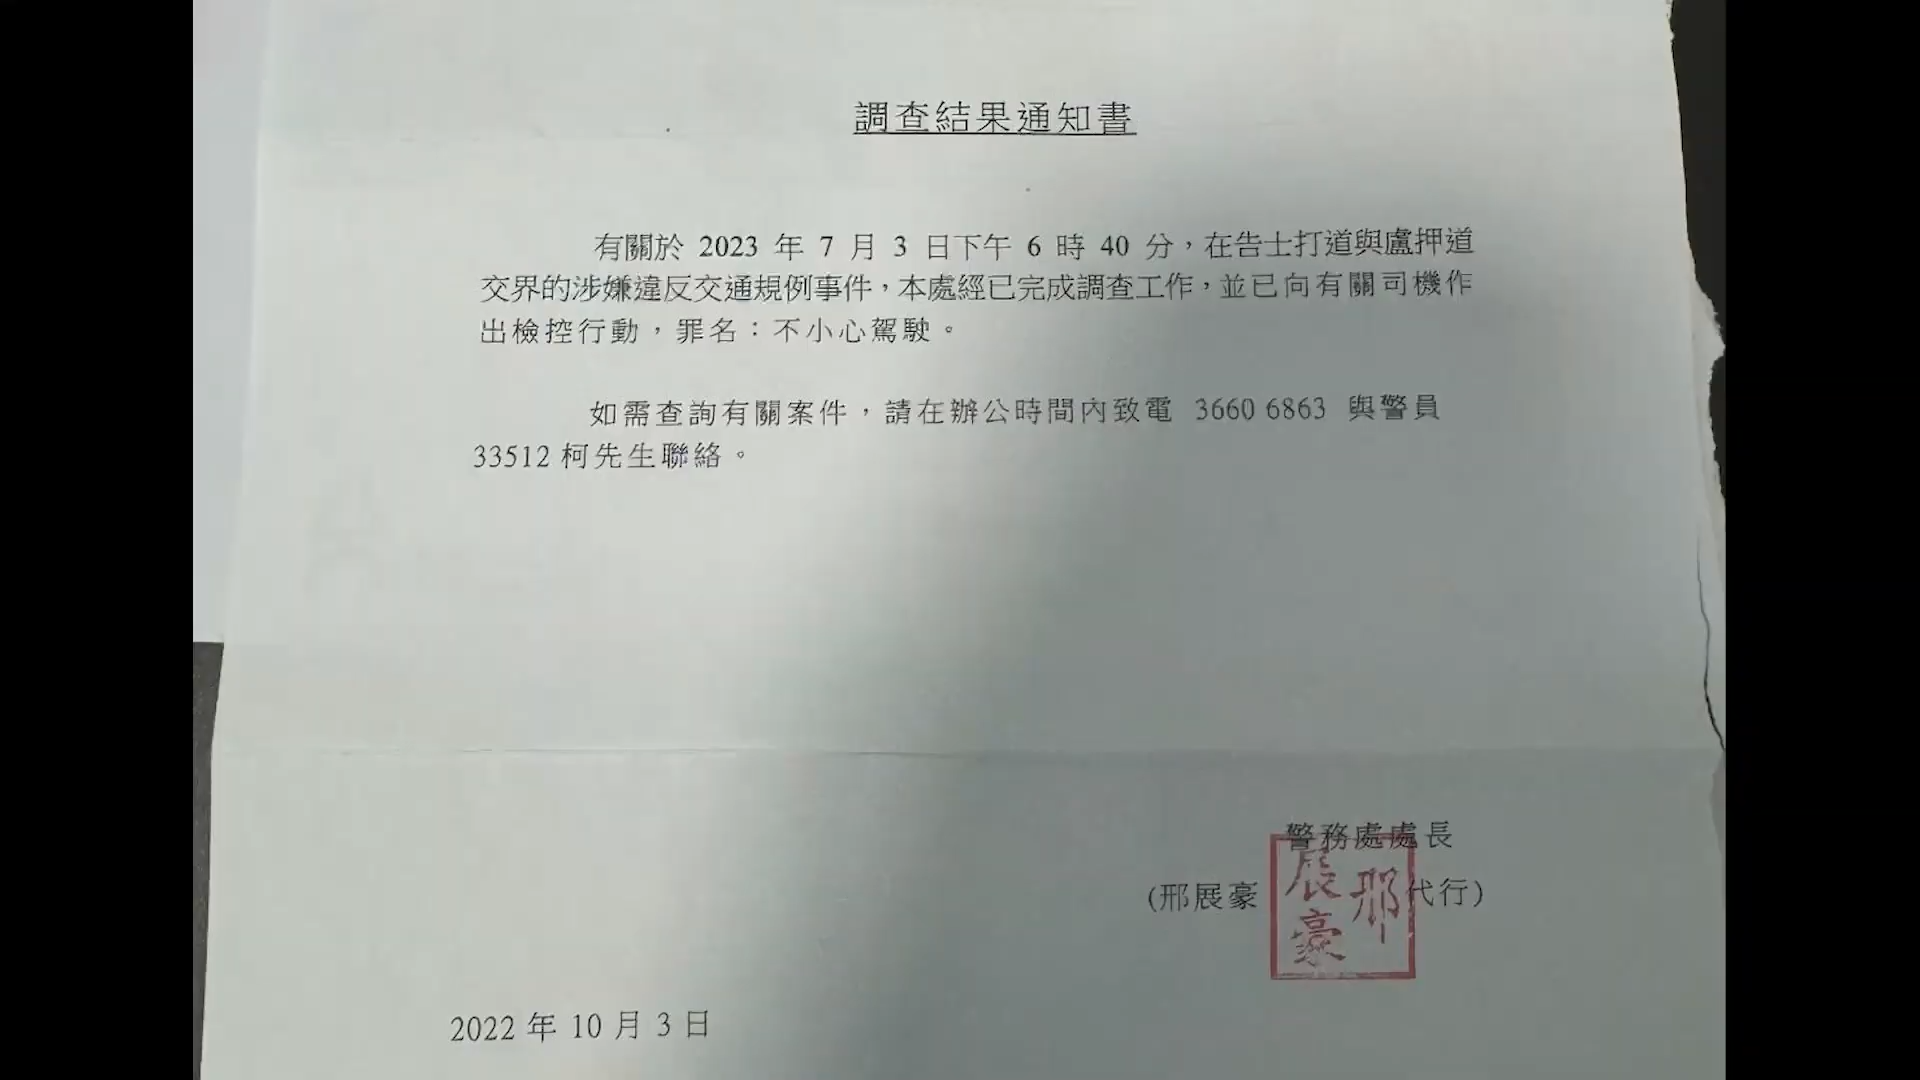 調查結果通知書
有關於 2023 年 7 月 3 日下午 6 時 40 分，在告士打道與盧押道
交界的涉嫌違反交通規例事件，本處經已完成調查工作，並已向有關司機作
出檢控行動，罪名：不小心駕駛。
如需查詢有關案件，請在辦公時間內致電 3660 6863 與警員
33512 柯先生聯絡。
警務處處長
(邢展豪 代行)
邢展豪
2022 年 10 月 3 日